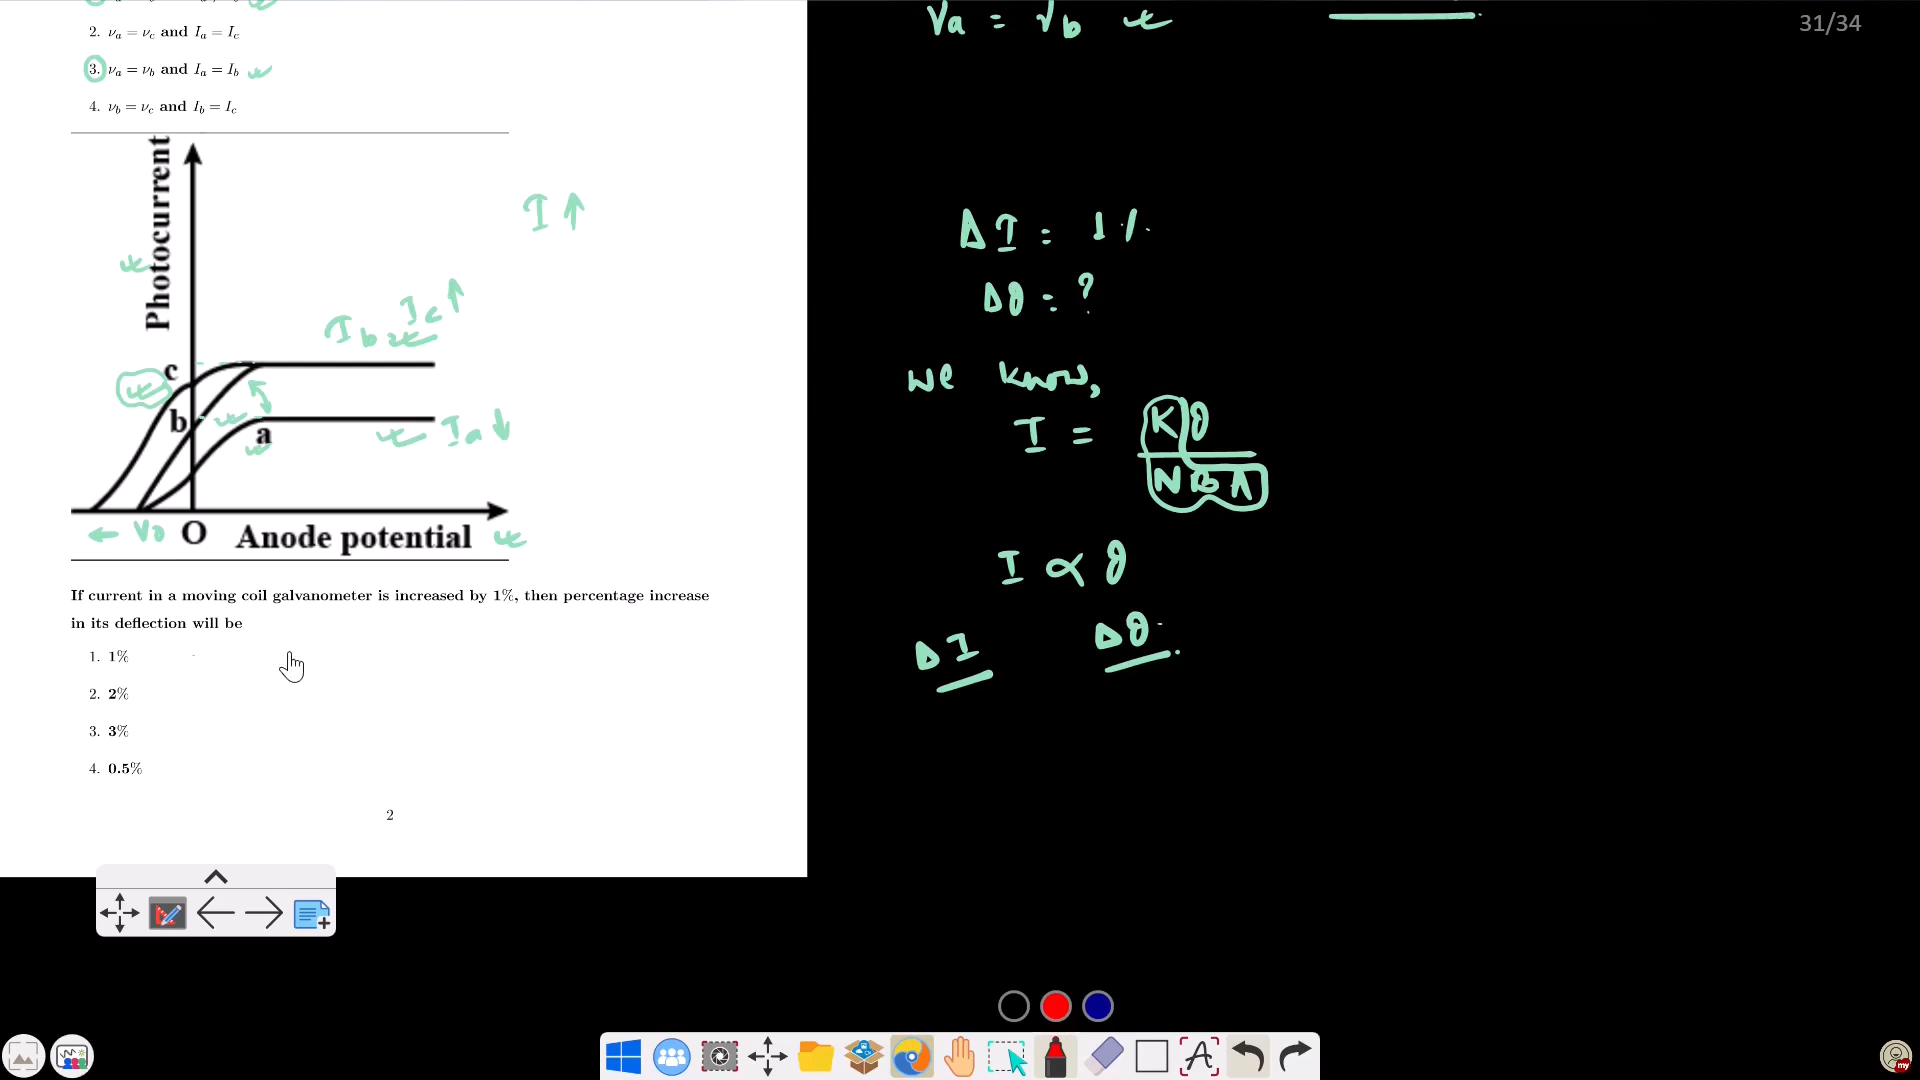 2. νa = νc and Ia = Ic
3. νa = νb and Ia = Ib
4. νb = νc and Ib = Ic
Photocurrent
I ↑
Ib Ic ↑
c
b
a
Ia ↓
← V0 O Anode potential
If current in a moving coil galvanometer is increased by 1%, then percentage increase
in its deflection will be
1. 1%
2. 2%
3. 3%
4. 0.5%
2
νa = νb
31/34
ΔI = 1%.
Δθ = ?
We know,
I = Kθ
NBA
I ∝ θ
ΔI Δθ
my